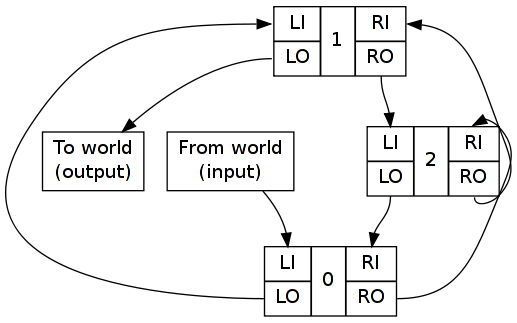 LI 1 RI
LO RO
To world
(output)
From world
(input)
LI 2 RI
LO RO
LI 0 RI
LO RO